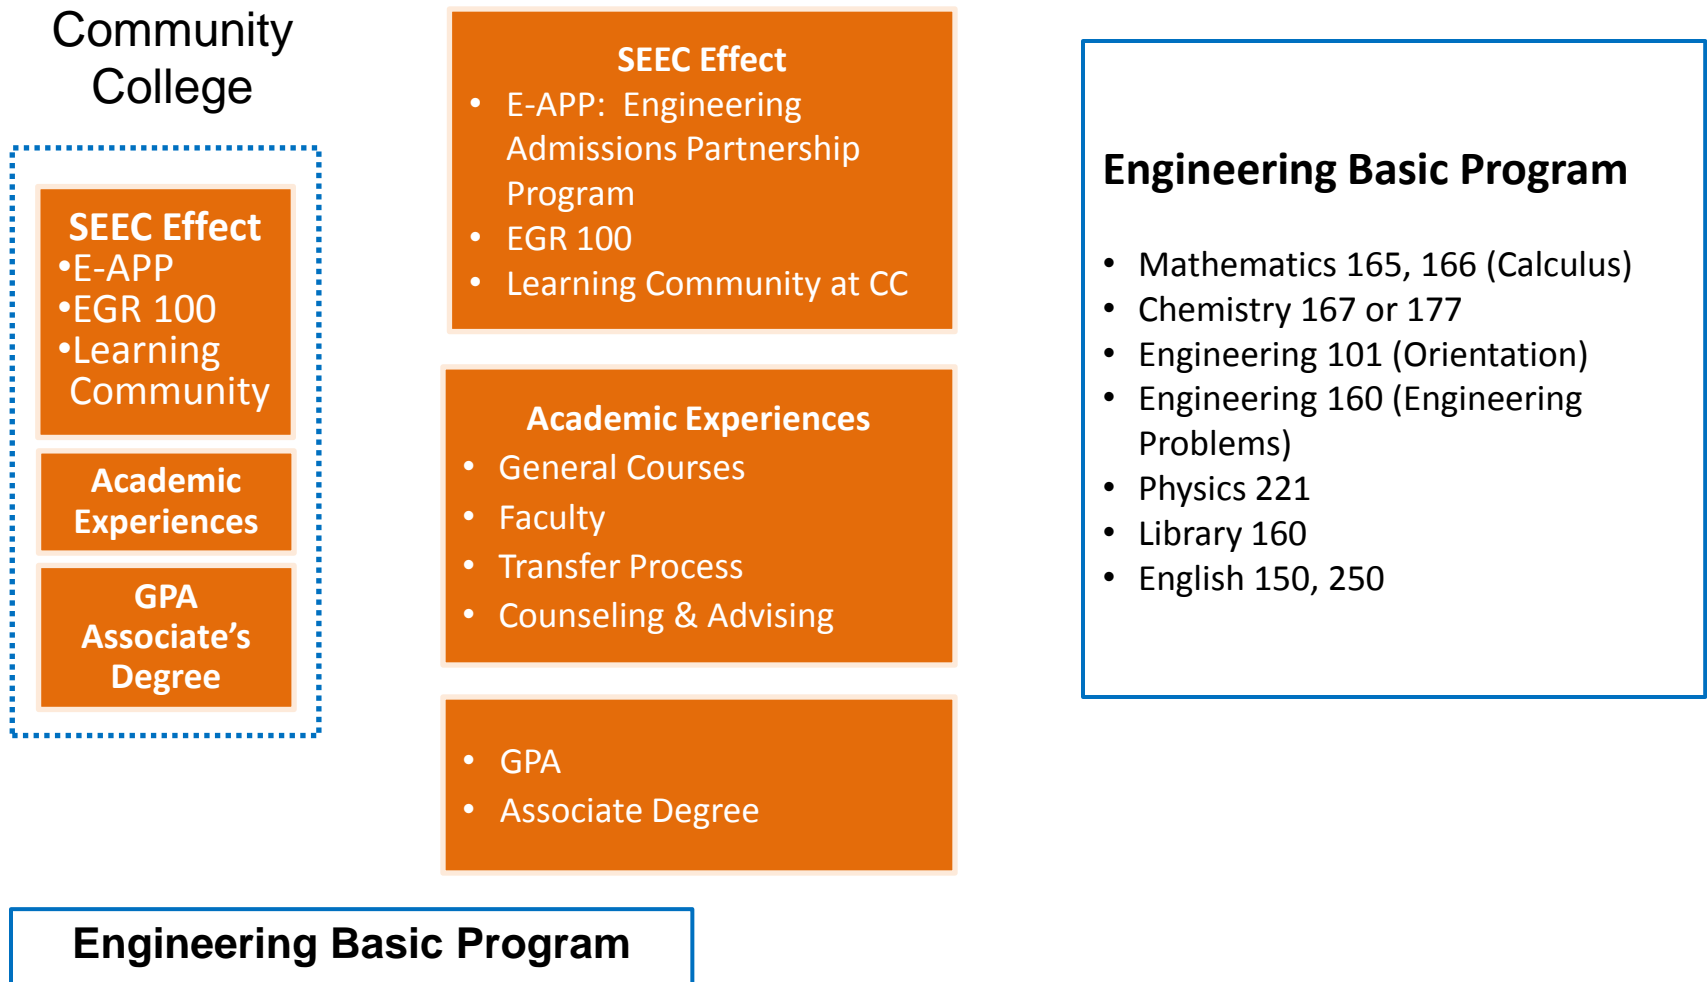 Community
College
SEEC Effect
•E-APP
•EGR 100
•Learning
Community
Academic
Experiences
GPA
Associate’s
Degree
SEEC Effect
• E-APP:  Engineering
Admissions Partnership
Program
• EGR 100
• Learning Community at CC
Academic Experiences
• General Courses
• Faculty
• Transfer Process
• Counseling & Advising
• GPA
• Associate Degree
Engineering Basic Program
• Mathematics 165, 166 (Calculus)
• Chemistry 167 or 177
• Engineering 101 (Orientation)
• Engineering 160 (Engineering
Problems)
• Physics 221
• Library 160
• English 150, 250
Engineering Basic Program